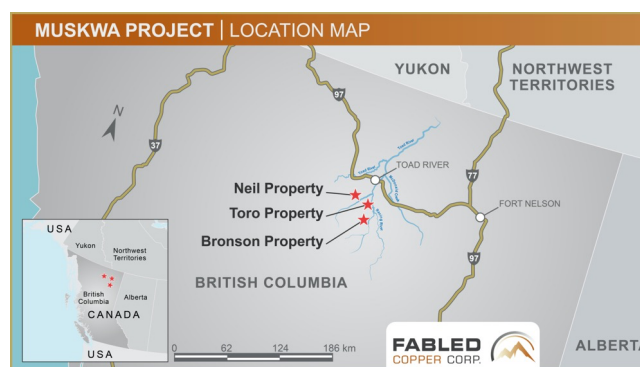 MUSKWA PROJECT | LOCATION MAP
YUKON
NORTHWEST
TERRITORIES
N
97
37
77
Toad River
TOAD RIVER
Neil Property
Toro Property
Bronson Property
FORT NELSON
97
BRITISH COLUMBIA
ALBERTA
USA
Yukon
Northwest
Territories
British
Columbia
Alberta
CANADA
USA
0 62 124 186 km
FABLED
COPPER CORP.